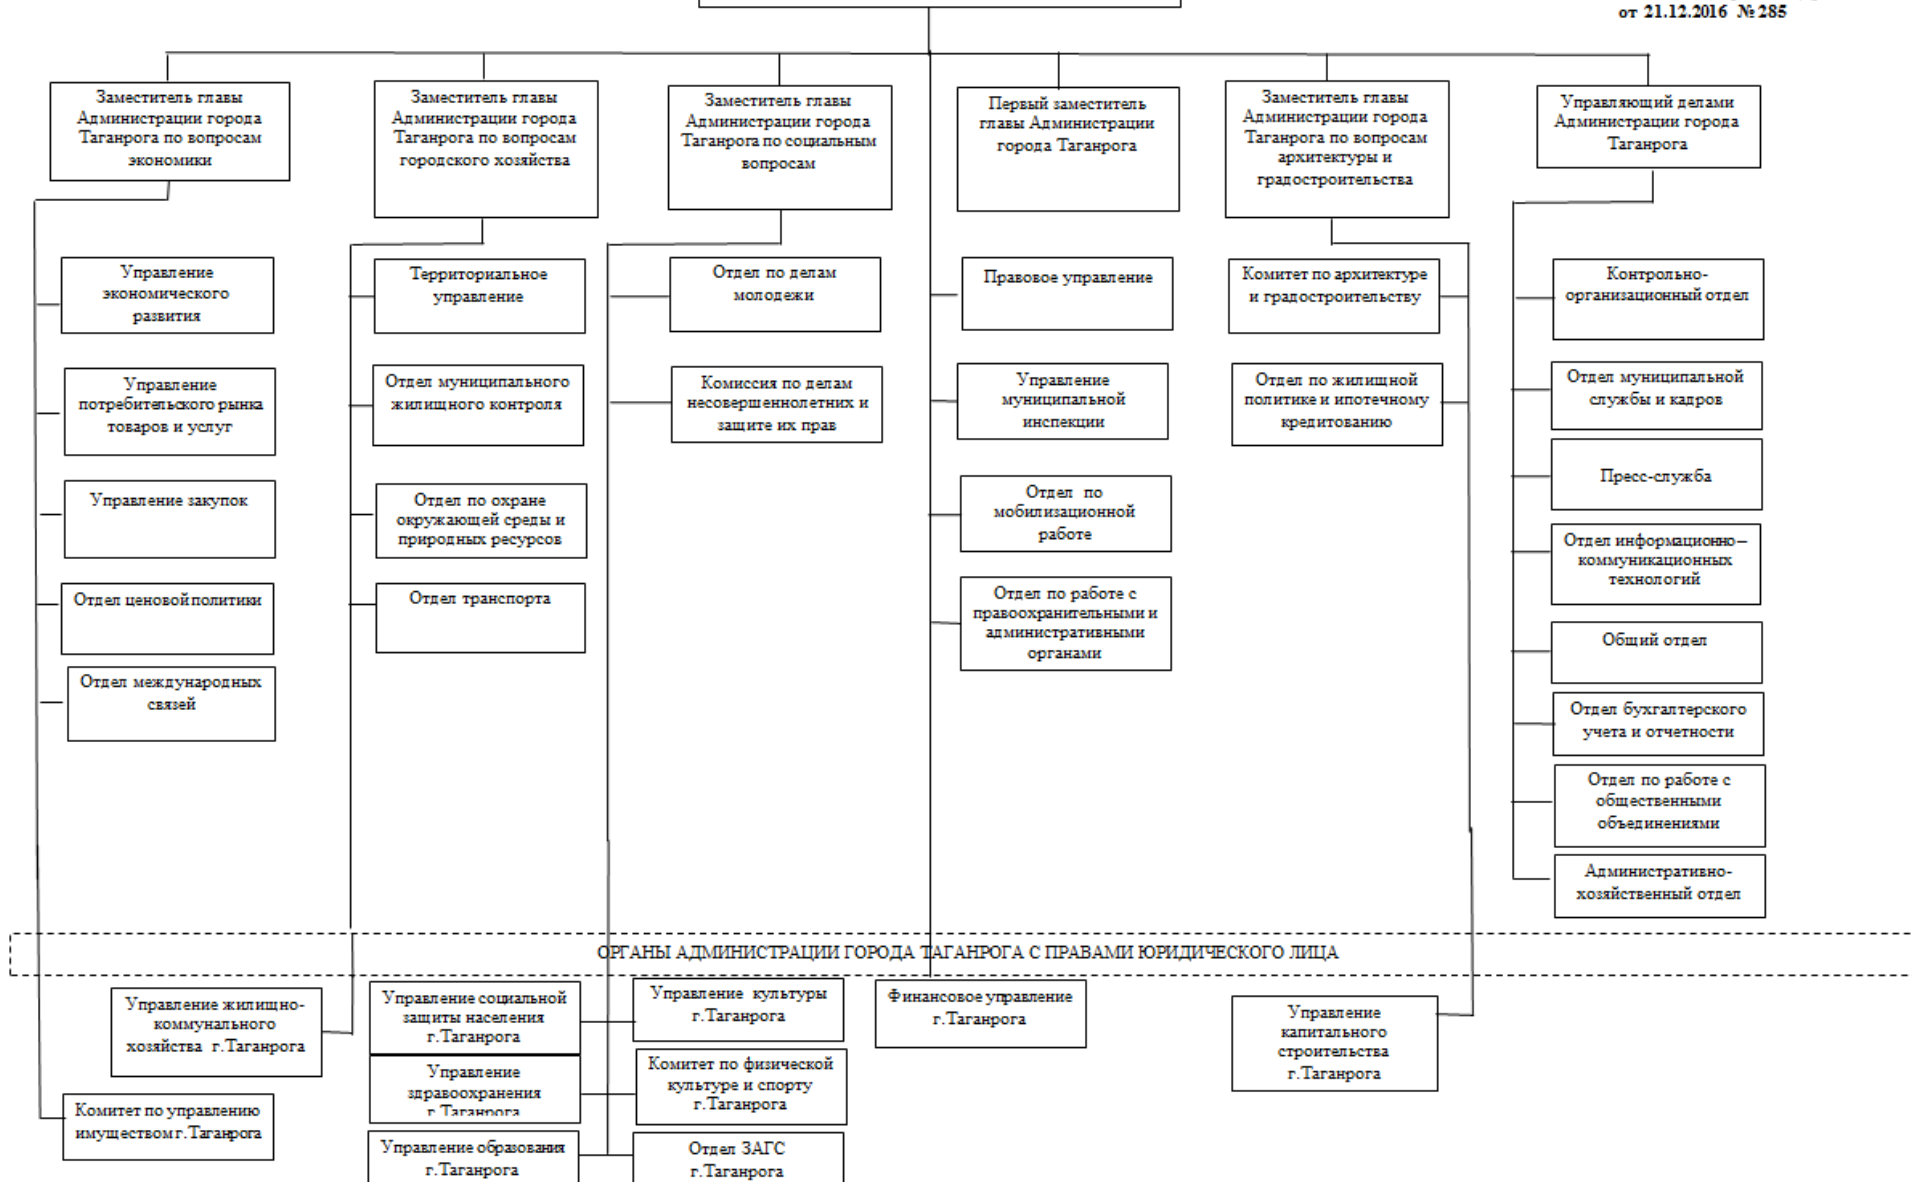 от 21.12.2016 № 285
Заместитель главы
Администрации города
Таганрога по вопросам
экономики
Заместитель главы
Администрации города
Таганрога по вопросам
городского хозяйства
Заместитель главы
Администрации города
Таганрога по социальным
вопросам
Первый заместитель
главы Администрации
города Таганрога
Заместитель главы
Администрации города
Таганрога по вопросам
архитектуры и
градостроительства
Управляющий делами
Администрации города
Таганрога
Управление
экономического
развития
Управление
потребительского рынка
товаров и услуг
Управление закупок
Отдел ценовой политики
Отдел международных
связей
Территориальное
управление
Отдел муниципального
жилищного контроля
Отдел по охране
окружающей среды и
природных ресурсов
Отдел транспорта
Отдел по делам
молодежи
Комиссия по делам
несовершеннолетних и
защите их прав
Правовое управление
Управление
муниципальной
инспекции
Отдел по
мобилизационной
работе
Отдел по работе с
правоохранительными и
административными
органами
Комитет по архитектуре
и градостроительству
Отдел по жилищной
политике и ипотечному
кредитованию
Контрольно-
организационный отдел
Отдел муниципальной
службы и кадров
Пресс-служба
Отдел информационно–
коммуникационных
технологий
Общий отдел
Отдел бухгалтерского
учета и отчетности
Отдел по работе с
общественными
объединениями
Административно-
хозяйственный отдел
ОРГАНЫ АДМИНИСТРАЦИИ ГОРОДА ТАГАНРОГА С ПРАВАМИ ЮРИДИЧЕСКОГО ЛИЦА
Управление жилищно-
коммунального
хозяйства г.Таганрога
Комитет по управлению
имуществом г.Таганрога
Управление социальной
защиты населения
г.Таганрога
Управление
здравоохранения
г.Таганрога
Управление образования
г.Таганрога
Управление культуры
г.Таганрога
Комитет по физической
культуре и спорту
г.Таганрога
Отдел ЗАГС
г.Таганрога
Финансовое управление
г.Таганрога
Управление
капитального
строительства
г.Таганрога